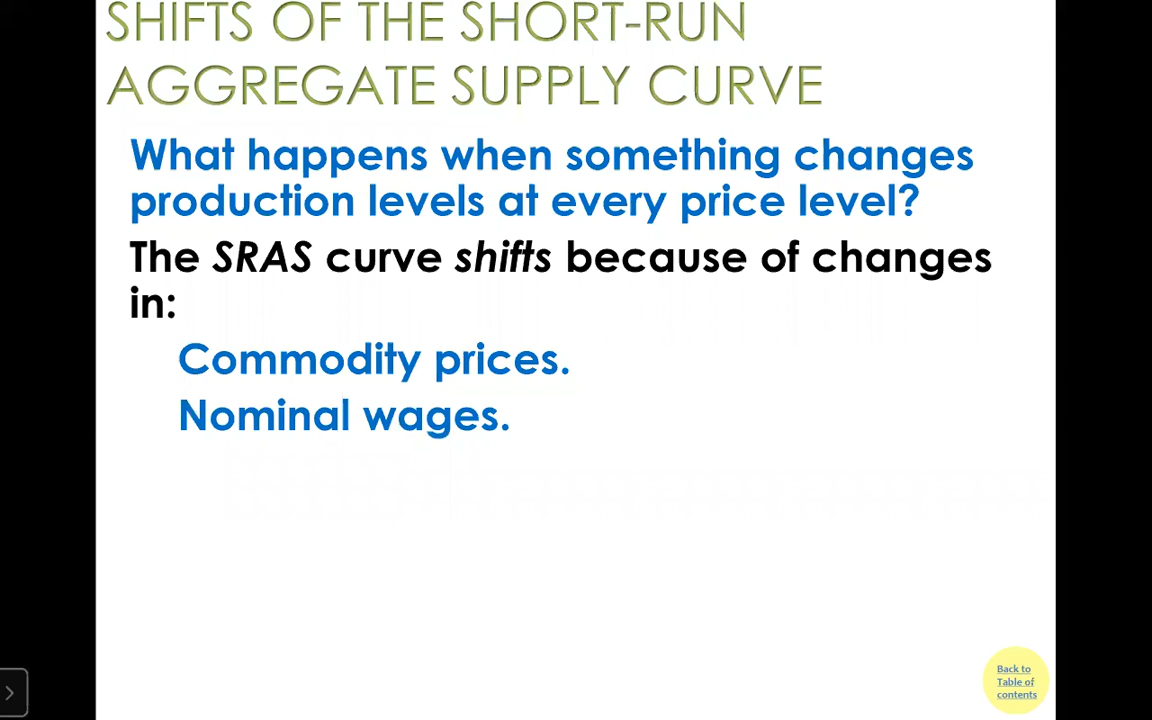 SHIFTS OF THE SHORT-RUN
AGGREGATE SUPPLY CURVE
What happens when something changes
production levels at every price level?
The SRAS curve shifts because of changes
in:
Commodity prices.
Nominal wages.
Back to
Table of
contents